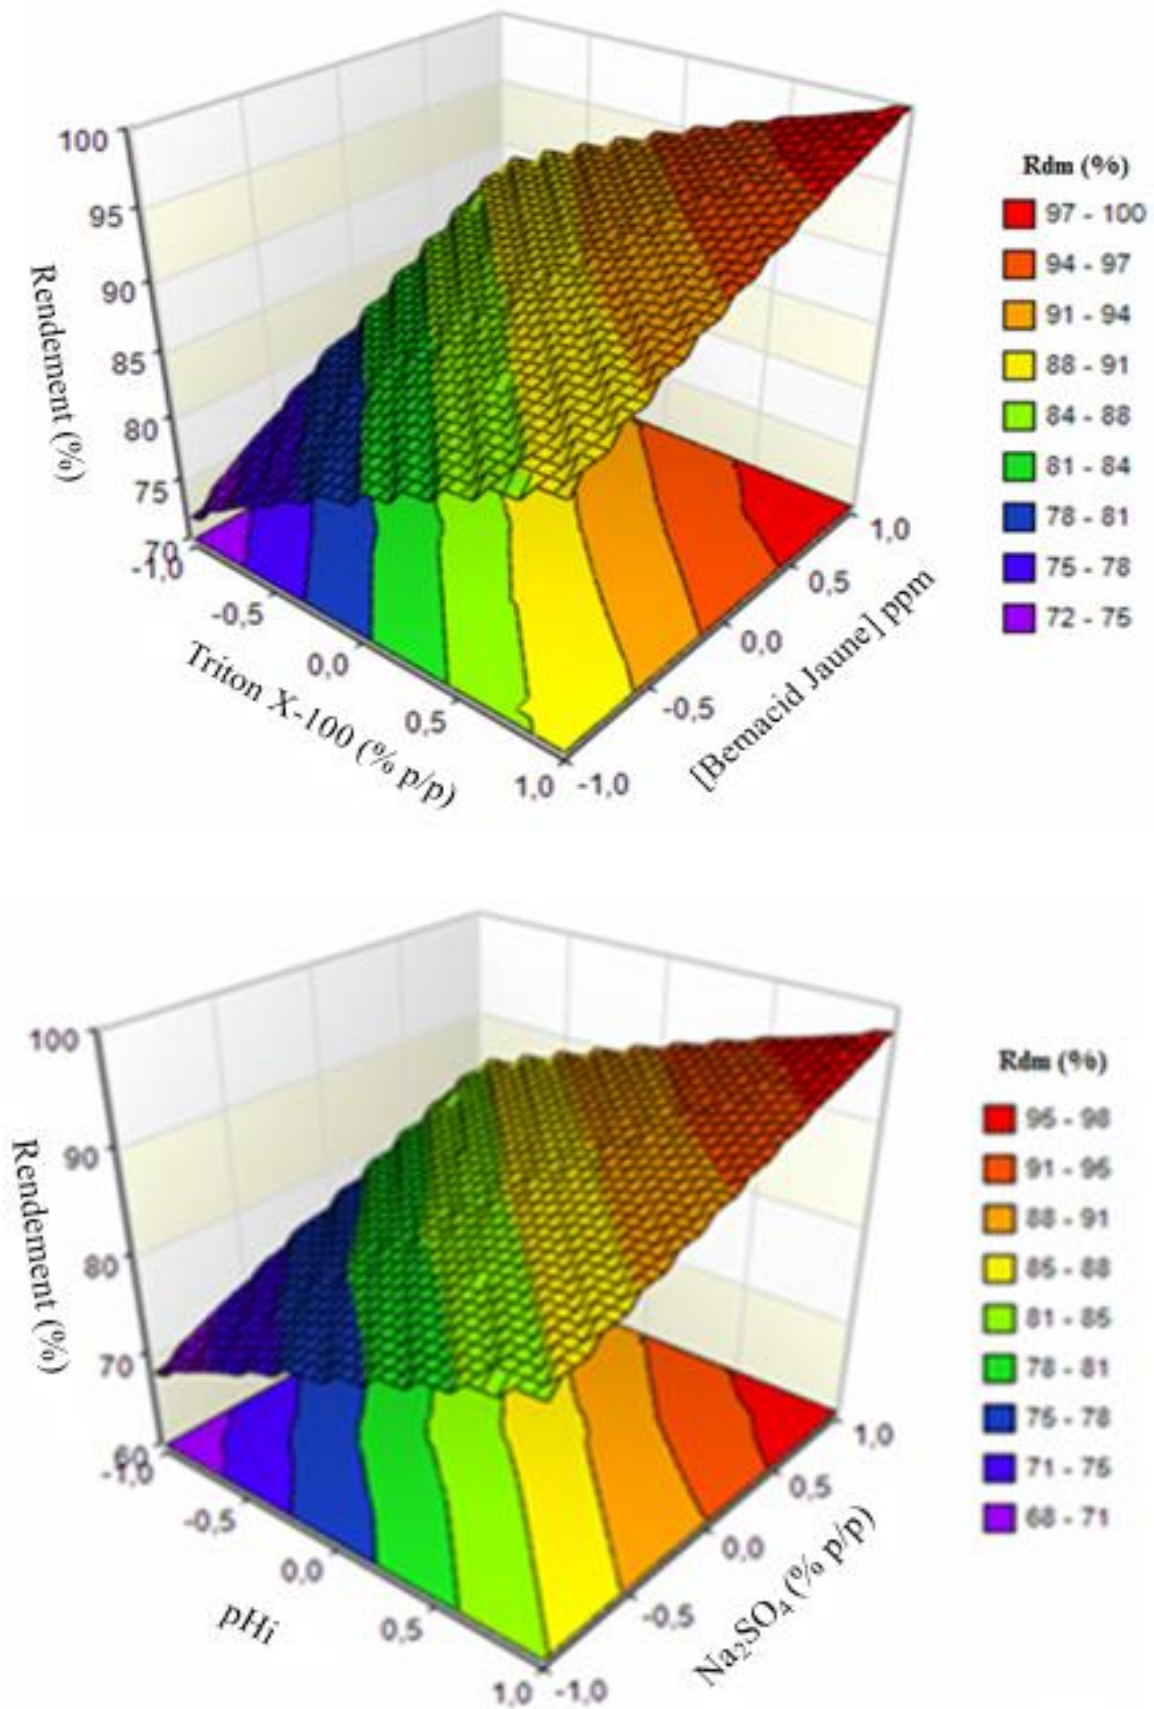 100
95
90
85
80
75
70
-1,0
-0,5
0,0
0,5
1,0
-1,0
-0,5
0,0
0,5
1,0
Rendement (%)
Triton X-100 (% p/p)
[Bemacid Jaune] ppm
Rdm (%)
97 - 100
94 - 97
91 - 94
88 - 91
84 - 88
81 - 84
78 - 81
75 - 78
72 - 75
100
90
80
70
60
-1,0
-0,5
0,0
0,5
1,0
-1,0
-0,5
0,0
0,5
1,0
Rendement (%)
pHi
Na₂SO₄ (% p/p)
Rdm (%)
95 - 98
91 - 95
88 - 91
85 - 88
81 - 85
78 - 81
75 - 78
71 - 75
68 - 71